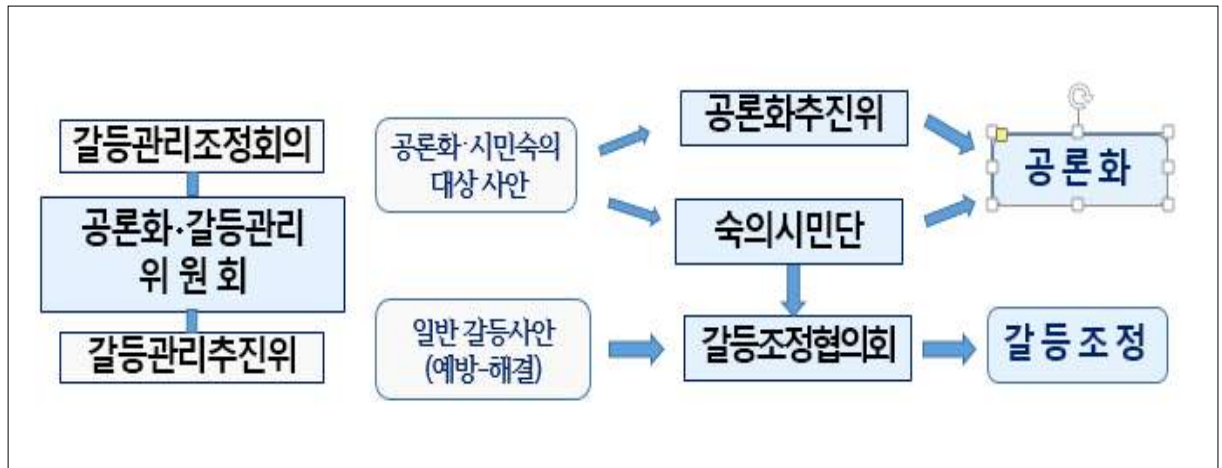 갈등관리조정회의
공론화·갈등관리
위 원 회
갈등관리추진위
공론화·시민숙의
대상 사안
일반 갈등사안
(예방-해결)
공론화추진위
숙의시민단
갈등조정협의회
공 론 화
갈 등 조 정